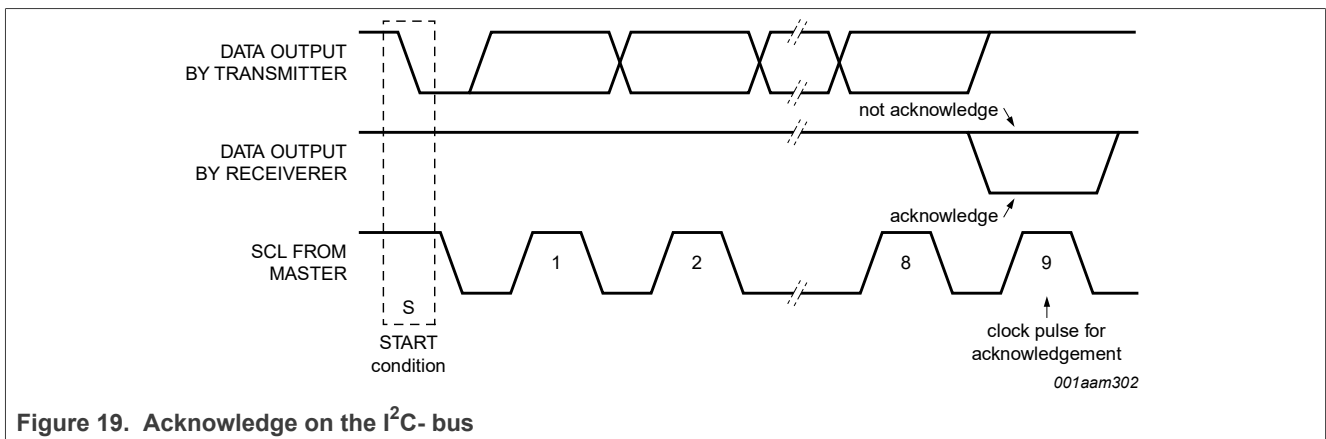 DATA OUTPUT
BY TRANSMITTER
not acknowledge
DATA OUTPUT
BY RECEIVERER
acknowledge
SCL FROM
MASTER
1
2
8
9
S
START
condition
clock pulse for
acknowledgement
001aam302
Figure 19. Acknowledge on the I²C- bus